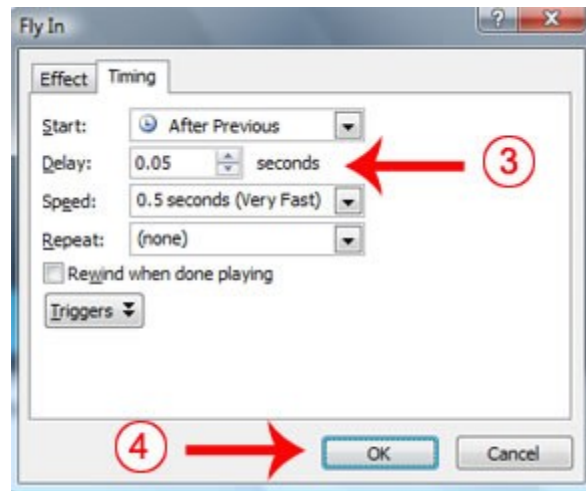 Fly In
? X
Effect Timing
Start: After Previous
Delay: 0.05 seconds 3
Speed: 0.5 seconds (Very Fast)
Repeat: (none)
Rewind when done playing
Triggers
4 OK Cancel